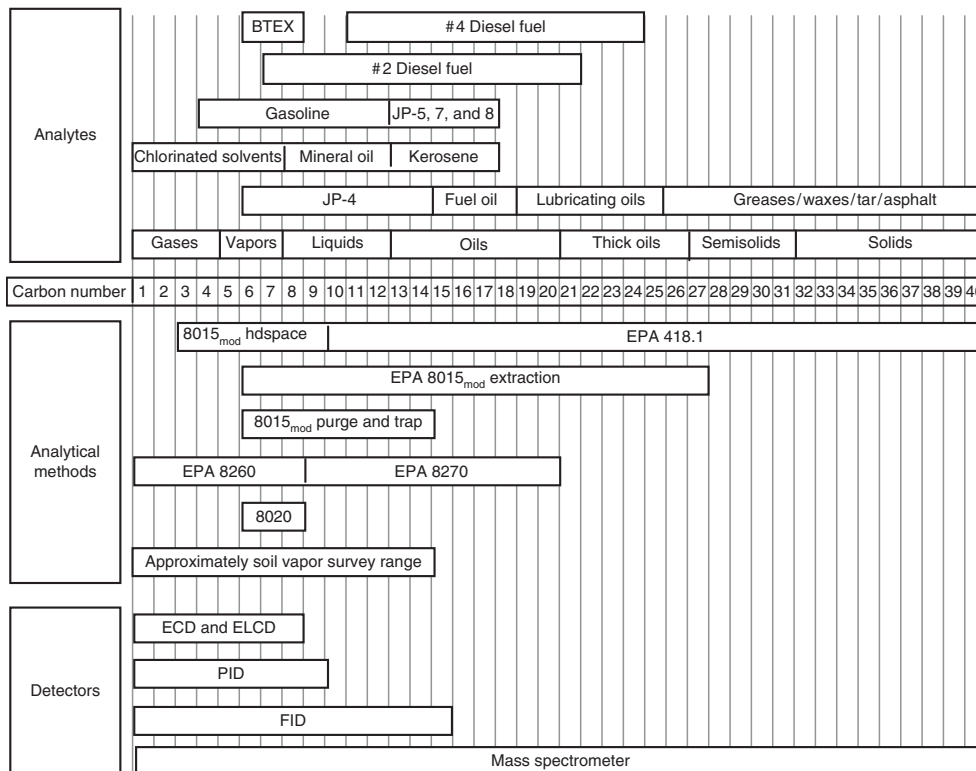 Analytes
BTEX
#4 Diesel fuel
#2 Diesel fuel
Gasoline
JP-5, 7, and 8
Chlorinated solvents
Mineral oil
Kerosene
JP-4
Fuel oil
Lubricating oils
Greases/waxes/tar/asphalt
Gases
Vapors
Liquids
Oils
Thick oils
Semisolids
Solids
Carbon number 1 2 3 4 5 6 7 8 9 10 11 12 13 14 15 16 17 18 19 20 21 22 23 24 25 26 27 28 29 30 31 32 33 34 35 36 37 38 39
Analytical
methods
8015mod hdspace
EPA 418.1
EPA 8015mod extraction
8015mod purge and trap
EPA 8260
EPA 8270
8020
Approximately soil vapor survey range
Detectors
ECD and ELCD
PID
FID
Mass spectrometer